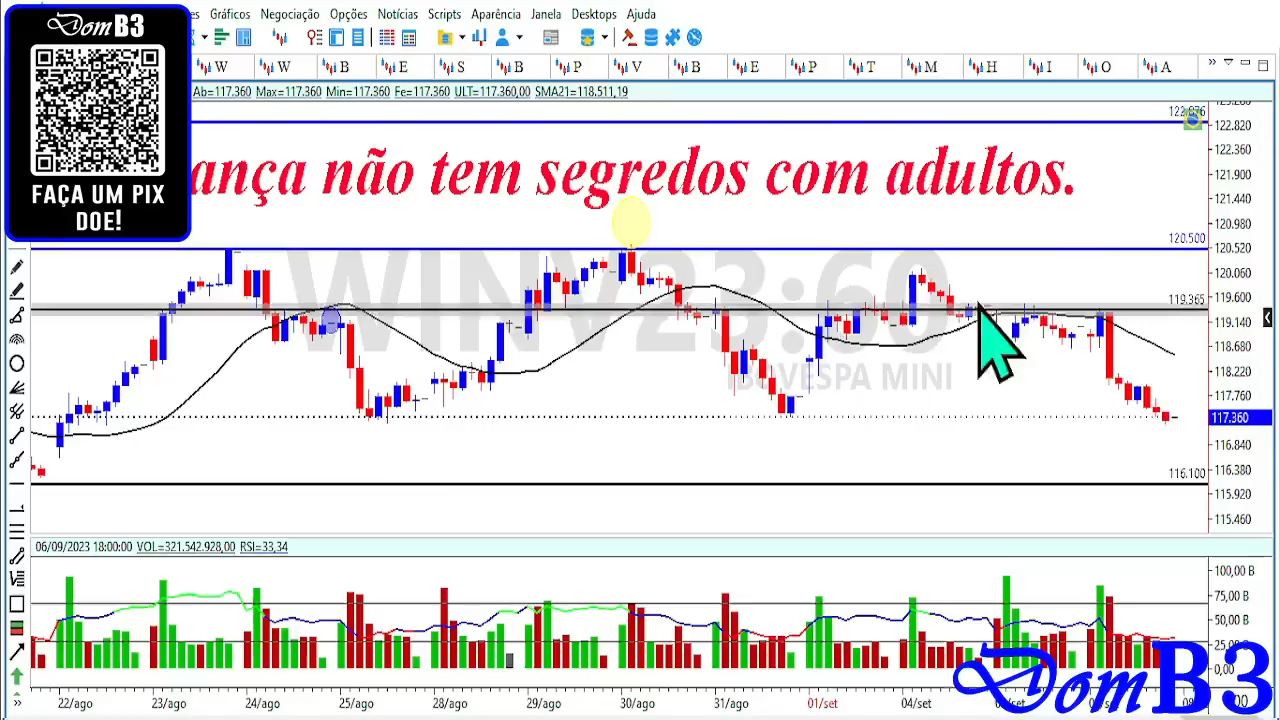 Gráficos Negociação Opções Notícias Scripts Aparência Janela Desktops Ajuda
DomB3
FAÇA UM PIX
DOE!
W W B E S B P V B E P T M H I O A
Ab=117.360 Max=117.360 Min=117.360 Fe=117.360 ULT=117.360,00 SMA21=118.511,19
ança não tem segredos com adultos.
WINV23:60
IBOVESPA MINI
120.500
119.365
116.100
122.820
122.360
121.900
121.440
120.980
120.520
120.060
119.600
119.140
118.680
118.220
117.760
117.360
116.840
116.380
115.920
115.460
06/09/2023 18:00:00 VOL=321.542.928,00 RSI=33,34
100,00 B
75,00 B
50,00 B
0,00
22/ago 23/ago 24/ago 25/ago 28/ago 29/ago 30/ago 31/ago 01/set 04/set
DomB3